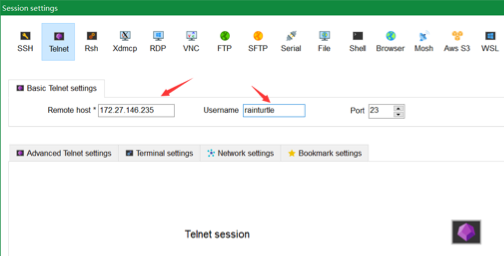 Session settings
SSH Telnet Rsh Xdmcp RDP VNC FTP SFTP Serial File Shell Browser Mosh Aws S3 WSL
Basic Telnet settings
Remote host * 172.27.146.235 Username rainturtle Port 23
Advanced Telnet settings Terminal settings Network settings Bookmark settings
Telnet session